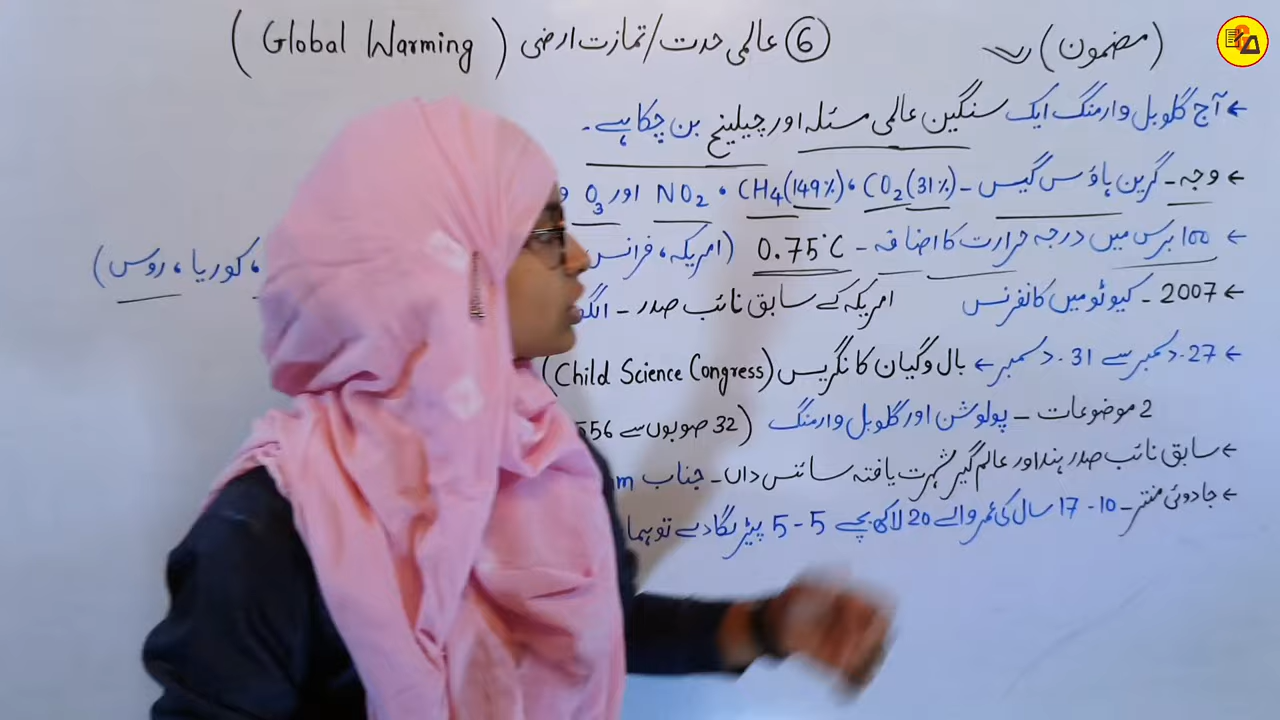 (مضمون) ⑥ عالمی حدت/تمازت ارضی (Global Warming)
← آج گلوبل وارمنگ ایک سنگین عالمی مسئلہ اور چیلینج بن چکا ہے۔
← وجہ۔ گرین ہاؤس گیس۔ CO2(31%)، CH4(149%)، NO2 اور O3 و
← 100 برس میں درجہ حرارت کا اضافہ۔ 0.75°C (امریکہ، فرانس ، کوریا، روس)
← 2007 ـ کیوٹو میں کانفرنس امریکہ کے سابق نائب صدر ـ
← 27.دسمبر سے 31.دسمبر ← بال وگیان کانگریس (Child Science Congress)
2 موضوعات ـ پولوشن اور گلوبل وارمنگ (32 صوبوں سے 556
← سابق نائب صدر ہند اور عالم گیر شہرت یافتہ سائنس داں۔ جناب
← جادوئی منتر۔ 10-17 سال کی عمر والے 20 لاکھ بچے 5-5 پیڑ لگادے تو ہما